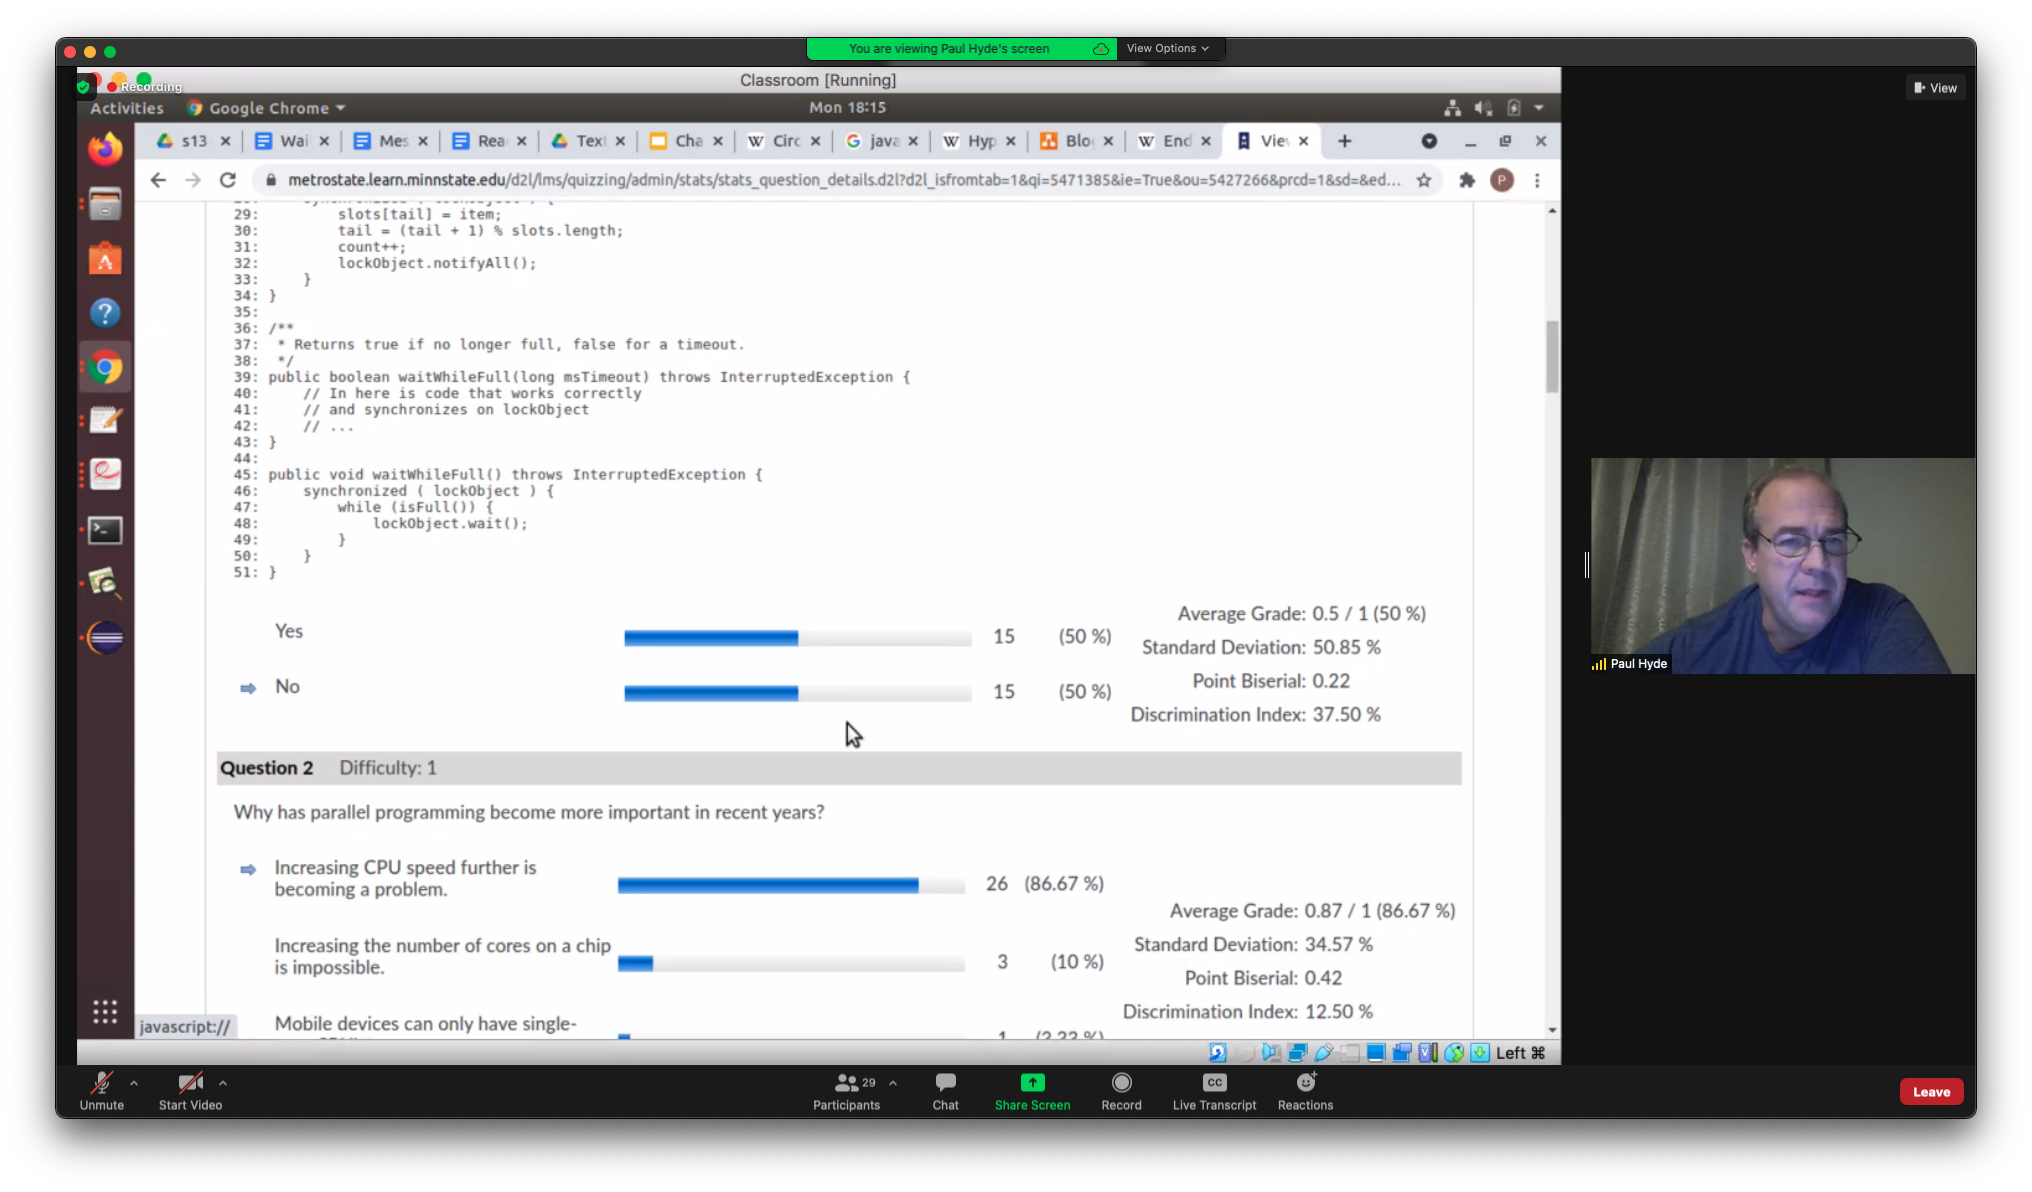 You are viewing Paul Hyde's screen
View Options
Classroom [Running]
Recording
View
Activities
Google Chrome
Mon 18:15
s13
Wai
Mes
Rea
Text
Cha
Circ
java
Hyp
Blo
End
View
metrostate.learn.minnstate.edu/d2l/lms/quizzing/admin/stats/stats_question_details.d2l?d2l_isfromtab=1&qi=5471385&ie=True&ou=5427266&prcd=1&sd=&ed...
P
29:         slots[tail] = item;
30:         tail = (tail + 1) % slots.length;
31:         count++;
32:         lockObject.notifyAll();
33:     }
34: }
35:
36: /**
37:  * Returns true if no longer full, false for a timeout.
38:  */
39: public boolean waitWhileFull(long msTimeout) throws InterruptedException {
40:     // In here is code that works correctly
41:     // and synchronizes on lockObject
42:     // ...
43: }
44:
45: public void waitWhileFull() throws InterruptedException {
46:     synchronized ( lockObject ) {
47:         while (isFull()) {
48:             lockObject.wait();
49:         }
50:     }
51: }
Yes 15 (50 %)
No 15 (50 %)
Average Grade: 0.5 / 1 (50 %)
Standard Deviation: 50.85 %
Point Biserial: 0.22
Discrimination Index: 37.50 %
Question 2 Difficulty: 1
Why has parallel programming become more important in recent years?
Increasing CPU speed further is
becoming a problem.
26 (86.67 %)
Increasing the number of cores on a chip
is impossible.
3 (10 %)
Average Grade: 0.87 / 1 (86.67 %)
Standard Deviation: 34.57 %
Point Biserial: 0.42
Discrimination Index: 12.50 %
Mobile devices can only have single-
javascript://
Left ⌘
Paul Hyde
Unmute
Start Video
29
Participants
Chat
Share Screen
Record
CC
Live Transcript
Reactions
Leave